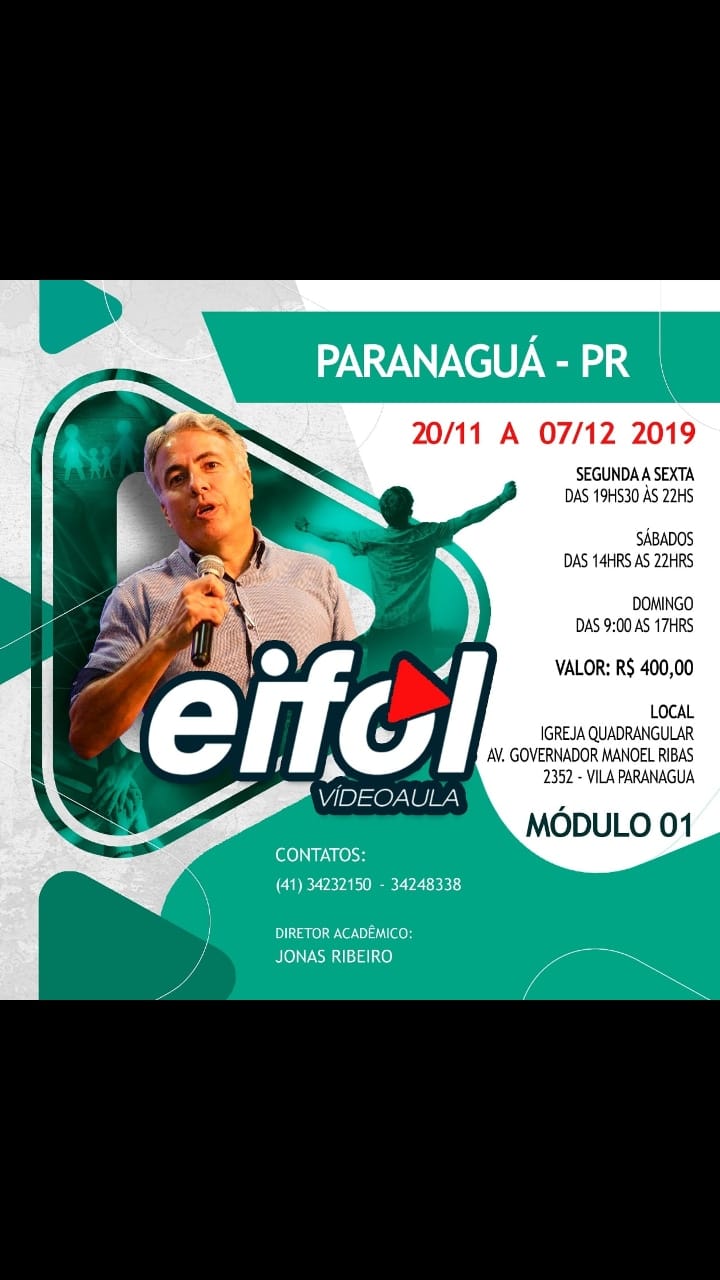 PARANAGUÁ - PR
20/11 A 07/12 2019
SEGUNDA A SEXTA
DAS 19HS30 ÀS 22HS
SÁBADOS
DAS 14HRS AS 22HRS
DOMINGO
DAS 9:00 AS 17HRS
VALOR: R$ 400,00
LOCAL
IGREJA QUADRANGULAR
AV. GOVERNADOR MANOEL RIBAS
2352 - VILA PARANAGUA
MÓDULO 01
eifol
VÍDEOAULA
CONTATOS:
(41) 34232150 - 34248338
DIRETOR ACADÊMICO:
JONAS RIBEIRO